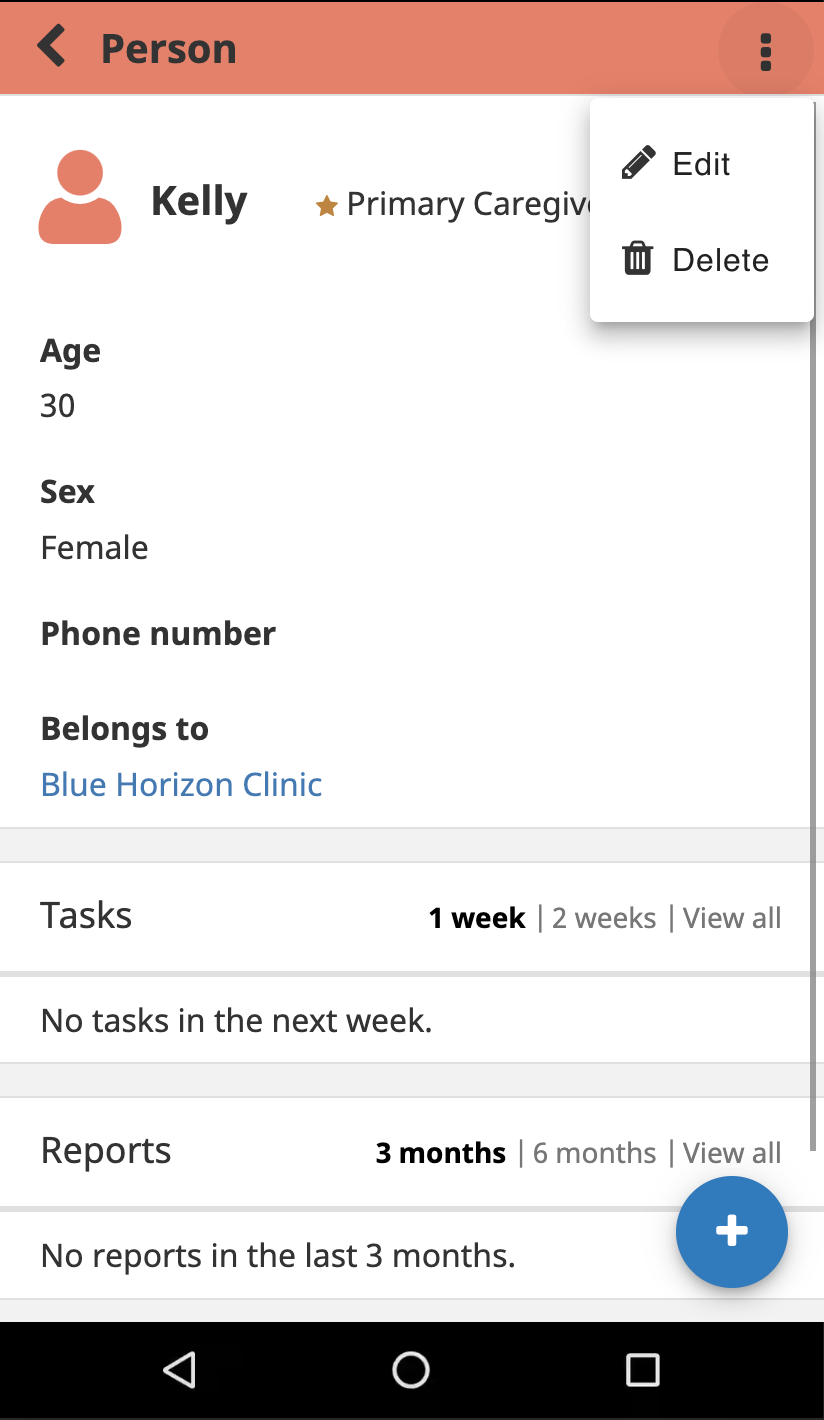 Person
Edit
Delete
Kelly
Primary
Age
30
Sex
Female
Phone number
Belongs to
Blue Horizon Clinic
Tasks 1 week | 2 weeks | View all
No tasks in the next week.
Reports 3 months | 6 months | View all
No reports in the last 3 months.